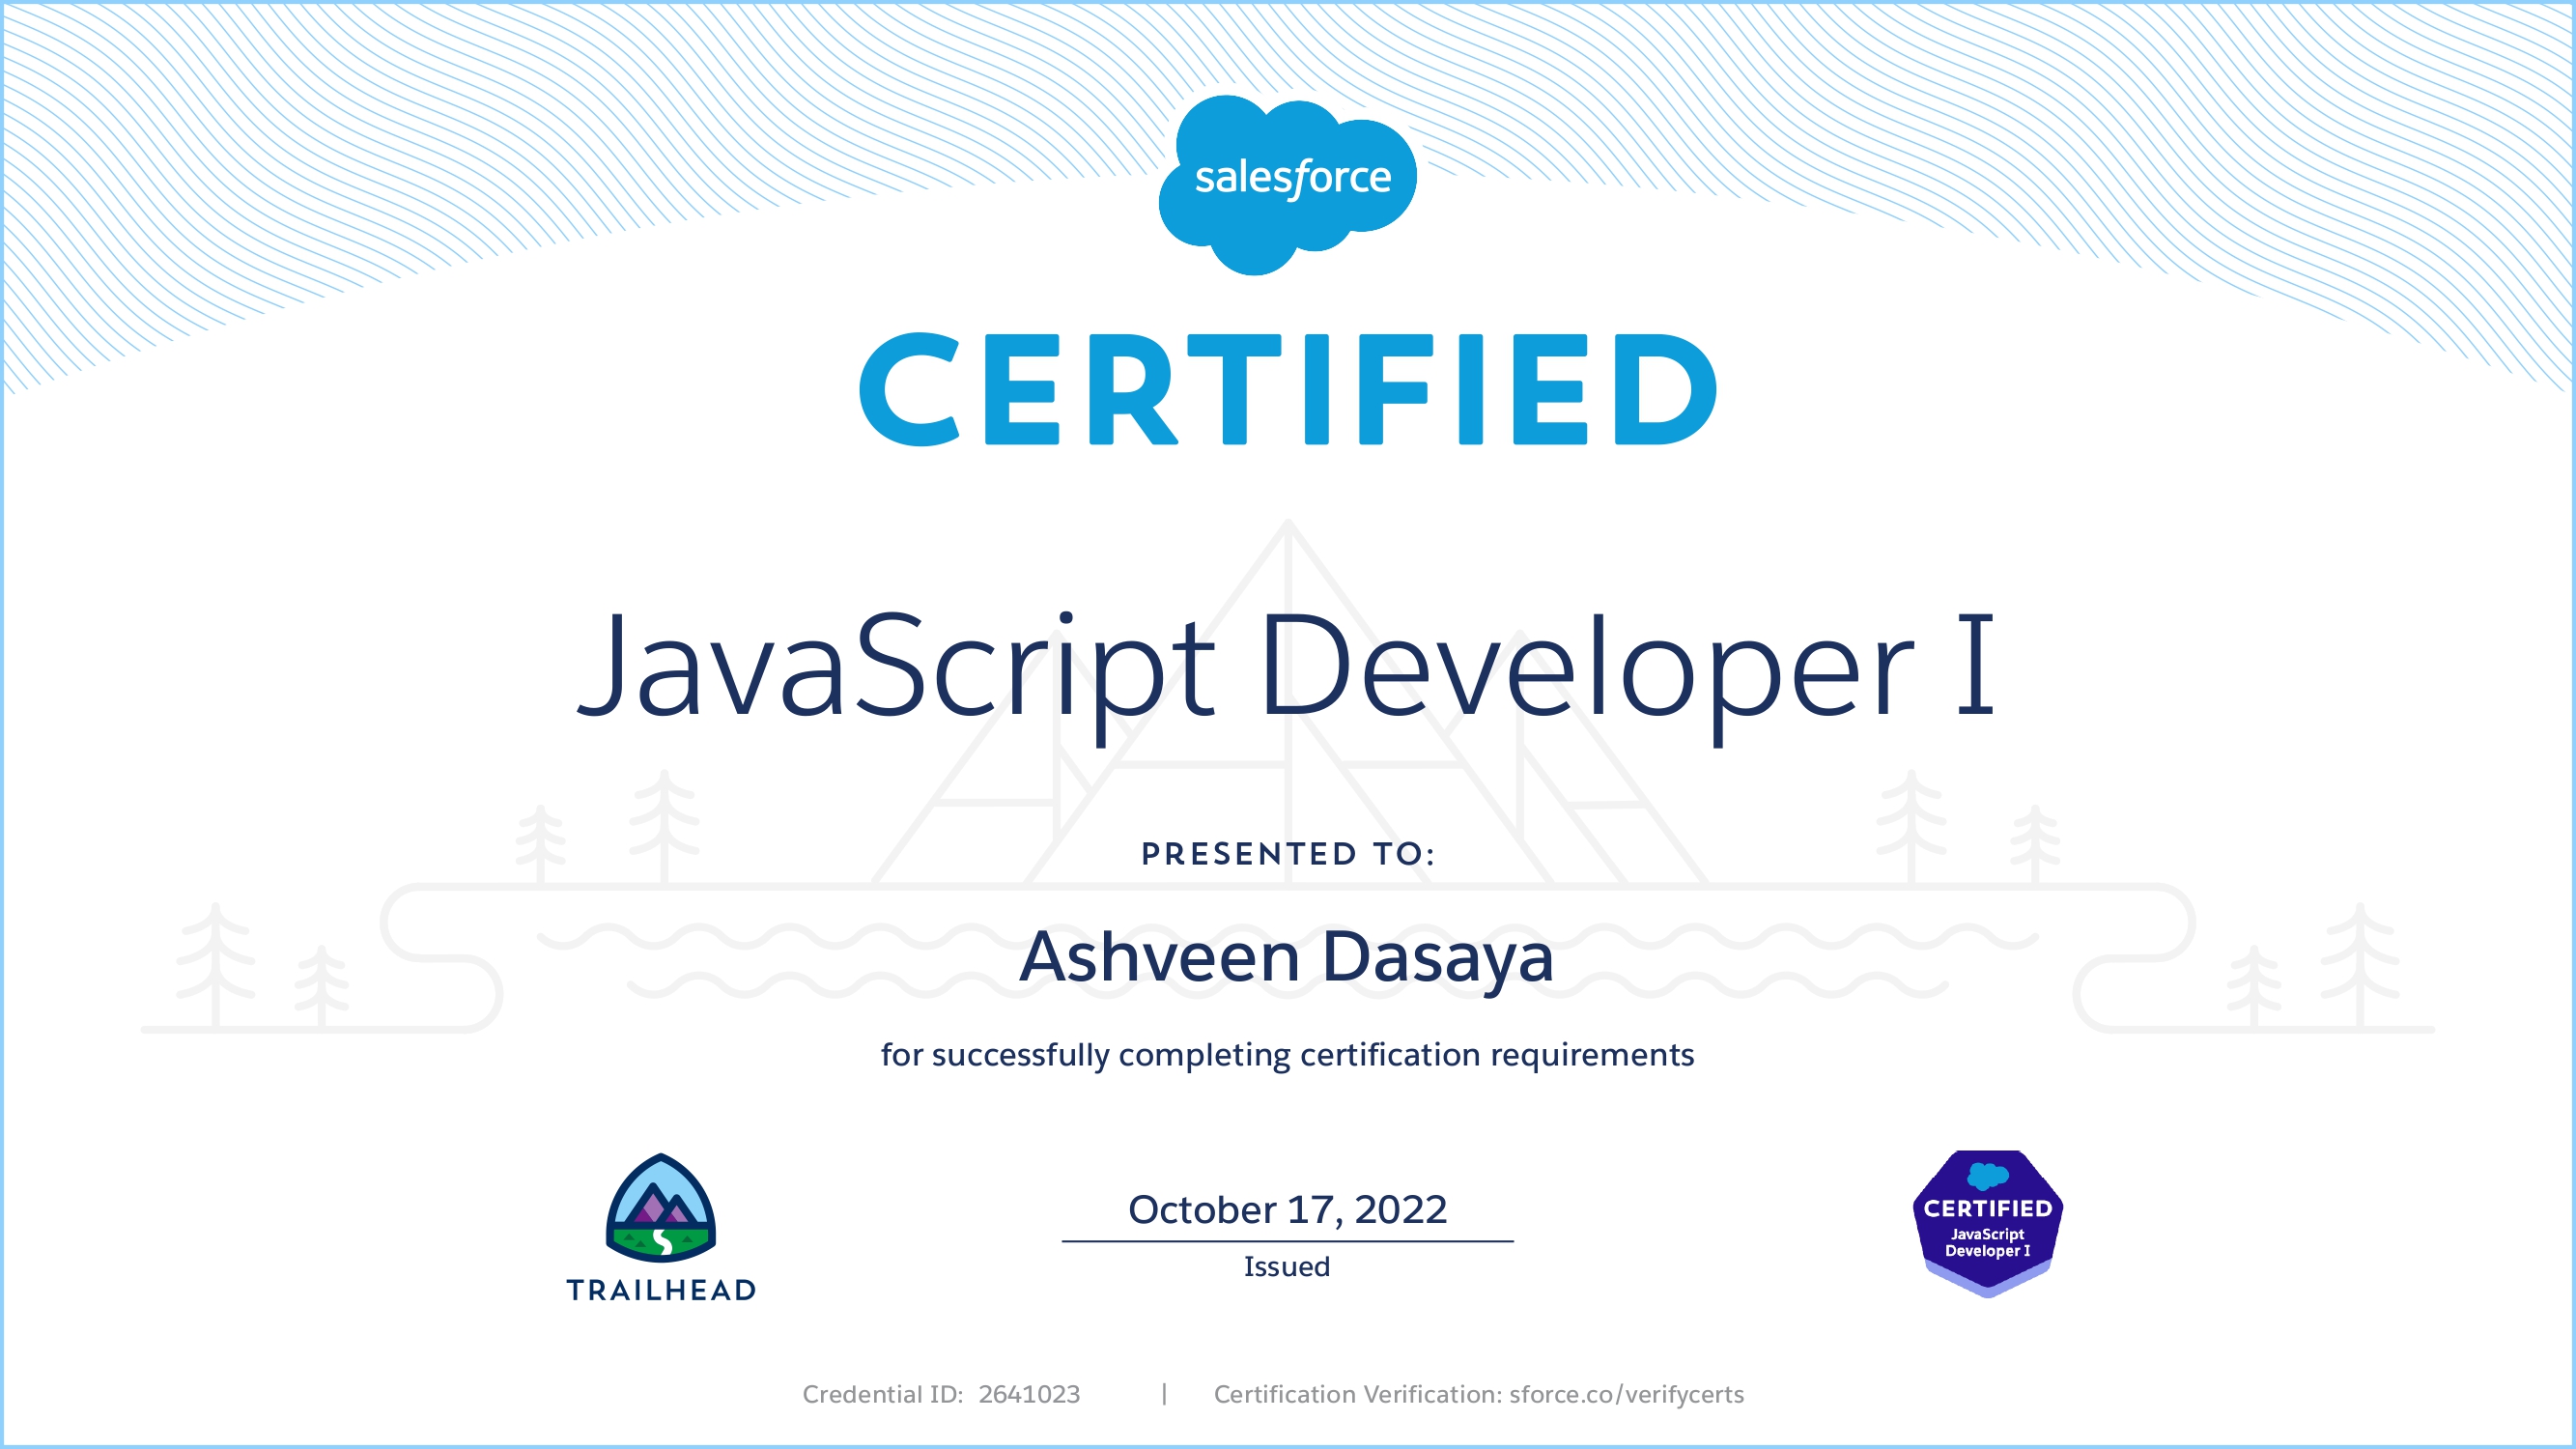 salesforce
CERTIFIED
JavaScript Developer I
PRESENTED TO:
Ashveen Dasaya
for successfully completing certification requirements
TRAILHEAD
October 17, 2022
Issued
CERTIFIED
JavaScript
Developer I
Credential ID: 2641023 | Certification Verification: sforce.co/verifycerts